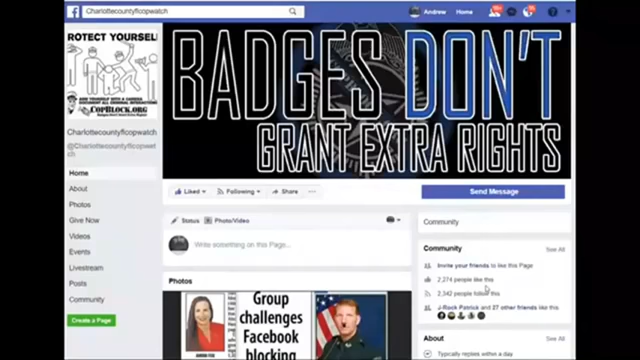 Charlottecountyflcopwatch
Andrew
Home
ROTECT YOURSEL
COPBLOCK.ORG
BADGES DON'T
GRANT EXTRA RIGHTS
Charlottecountyflcopwatch
@Charlottecountyflcopwat
ch
Liked
Following
Share
Send Message
Home
About
Photos
Give Now
Videos
Events
Livestream
Posts
Community
Create a Page
Status
Photo/Video
Write something on this Page...
Photos
Group
challenges
Facebook
blocking
Community
Community
See All
Invite your friends to like this Page
2,274 people like this
2,342 people follow this
J-Rock Patrick and 27 other friends like this
About
See All
Typically replies within a day